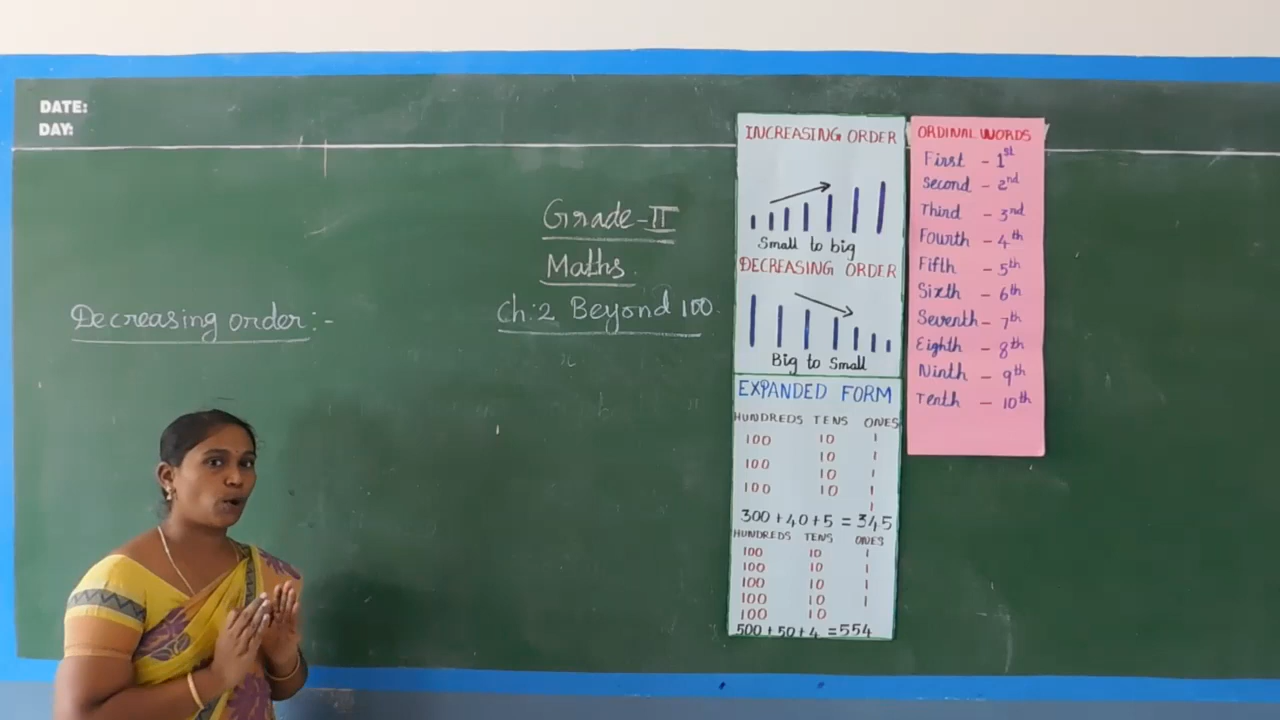 DATE:
DAY:
Grade-II
Maths.
Ch:2 Beyond 100.
Decreasing order:-
INCREASING ORDER
Small to big
DECREASING ORDER
Big to Small
EXPANDED FORM
HUNDREDS TENS ONES
100 10 1
10 1
100
10 1
100 10 1
1
300+40+5 = 345
HUNDREDS TENS ONES
100 10 1
100 10 1
100 10 1
100 10 1
100 10
500+50+4 =554
ORDINAL WORDS
First - 1st
Second - 2nd
Third - 3rd
Fourth - 4th
Fifth - 5th
Sixth - 6th
Seventh - 7th
Eighth - 8th
Ninth - 9th
Tenth - 10th